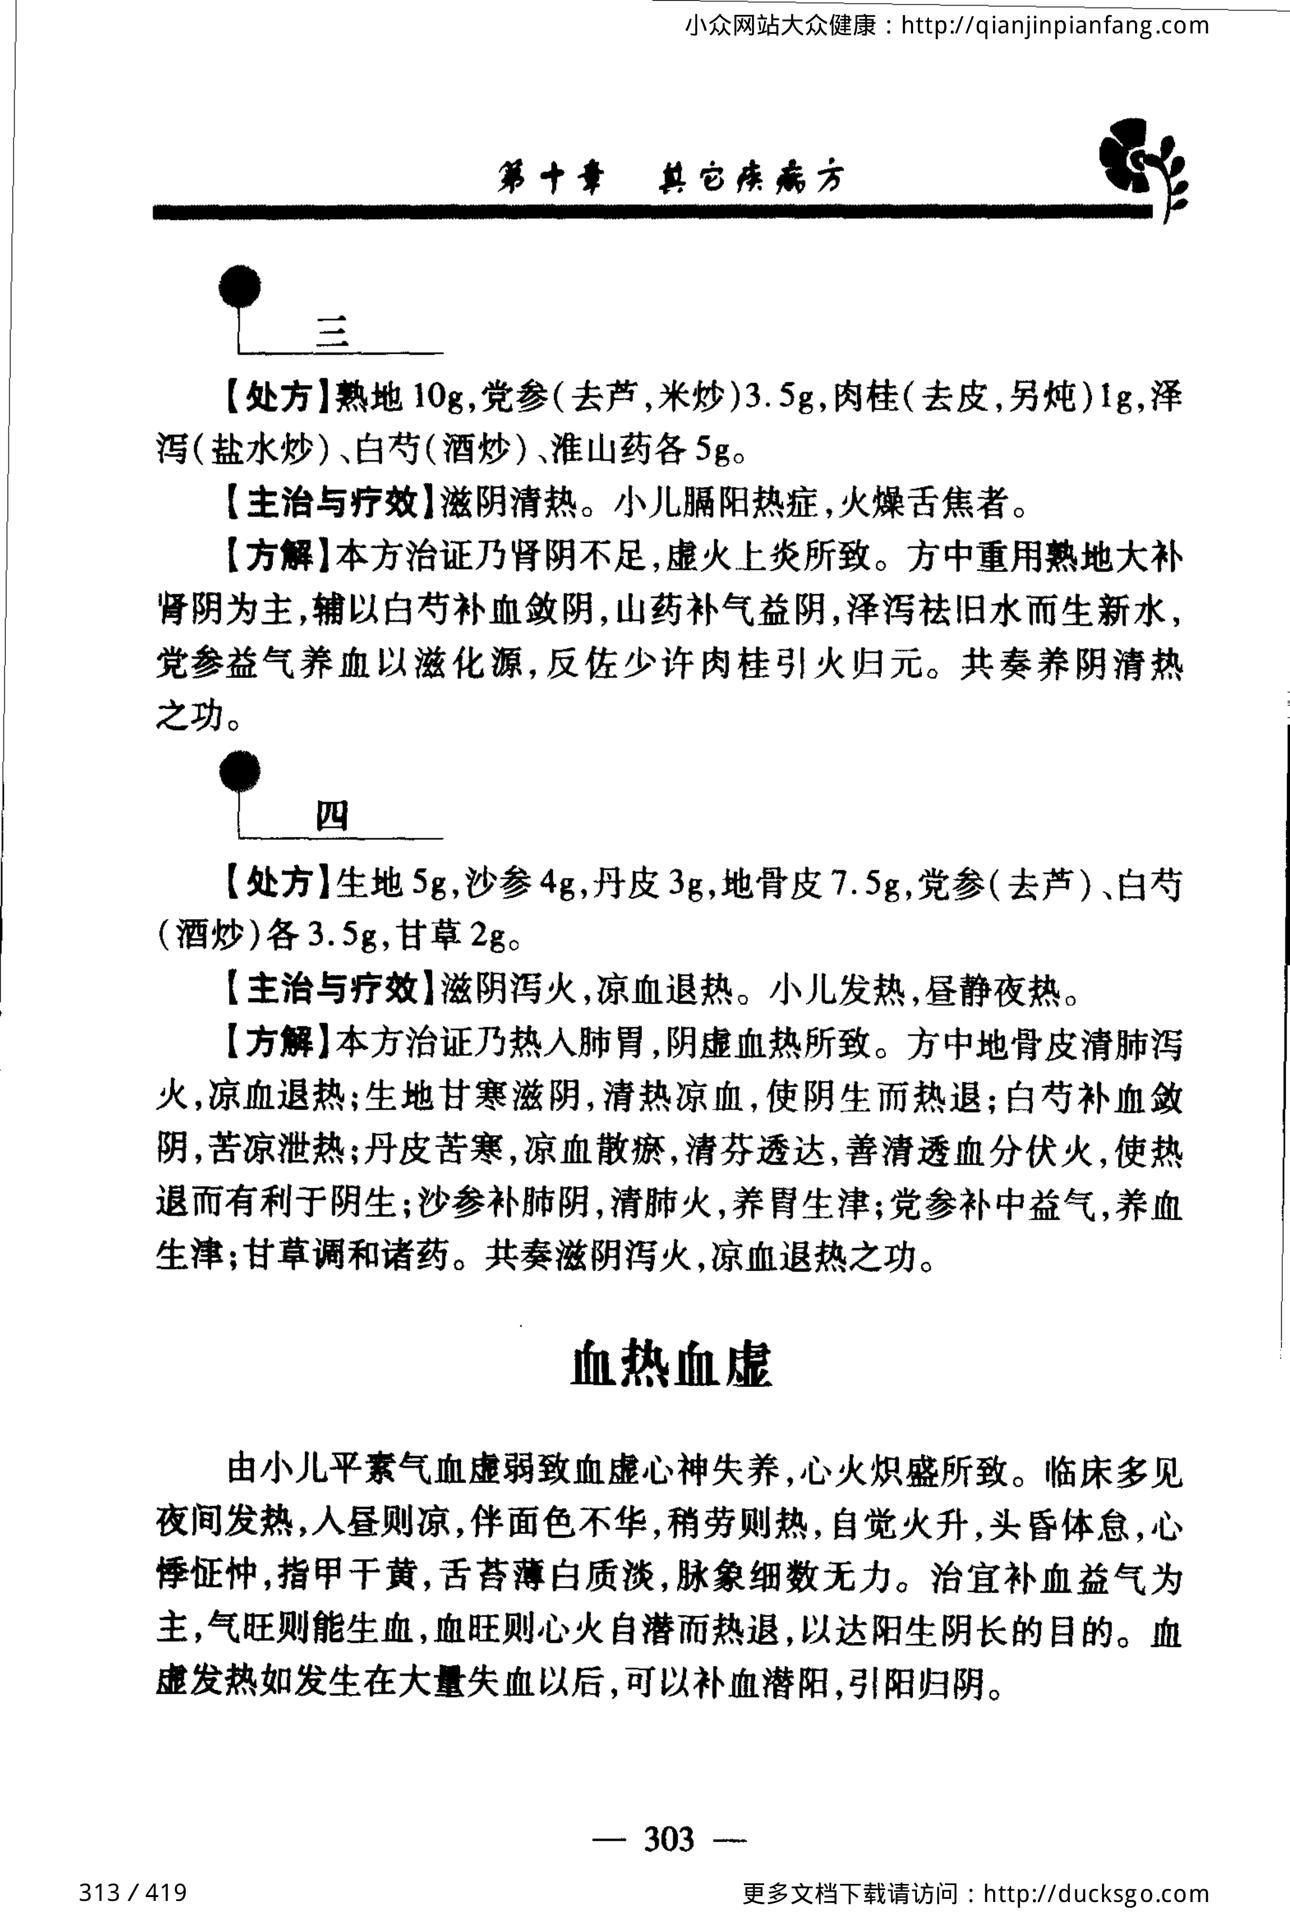 小众网站大众健康：http://qianjinpianfang.com
第十章 其它疾病方
三
【处方】熟地10g,党参(去芦,米炒)3.5g,肉桂(去皮,另炖)1g,泽
泻(盐水炒)、白芍(酒炒)、淮山药各5g。
【主治与疗效】滋阴清热。小儿膈阳热症,火燥舌焦者。
【方解】本方治证乃肾阴不足,虚火上炎所致。方中重用熟地大补
肾阴为主,辅以白芍补血敛阴,山药补气益阴,泽泻祛旧水而生新水,
党参益气养血以滋化源,反佐少许肉桂引火归元。共奏养阴清热
之功。
四
【处方】生地5g,沙参4g,丹皮3g,地骨皮7.5g,党参(去芦)、白芍
(酒炒)各3.5g,甘草2g。
【主治与疗效】滋阴泻火,凉血退热。小儿发热,昼静夜热。
【方解】本方治证乃热入肺胃,阴虚血热所致。方中地骨皮清肺泻
火,凉血退热;生地甘寒滋阴,清热凉血,使阴生而热退;白芍补血敛
阴,苦凉泄热;丹皮苦寒,凉血散瘀,清芬透达,善清透血分伏火,使热
退而有利于阴生;沙参补肺阴,清肺火,养胃生津;党参补中益气,养血
生津;甘草调和诸药。共奏滋阴泻火,凉血退热之功。
血热血虚
由小儿平素气血虚弱致血虚心神失养,心火炽盛所致。临床多见
夜间发热,人昼则凉,伴面色不华,稍劳则热,自觉火升,头昏体怠,心
悸怔忡,指甲干黄,舌苔薄白质淡,脉象细数无力。治宜补血益气为
主,气旺则能生血,血旺则心火自潜而热退,以达阳生阴长的目的。血
虚发热如发生在大量失血以后,可以补血潜阳,引阳归阴。
— 303 —
313 / 419
更多文档下载请访问：http://ducksgo.com